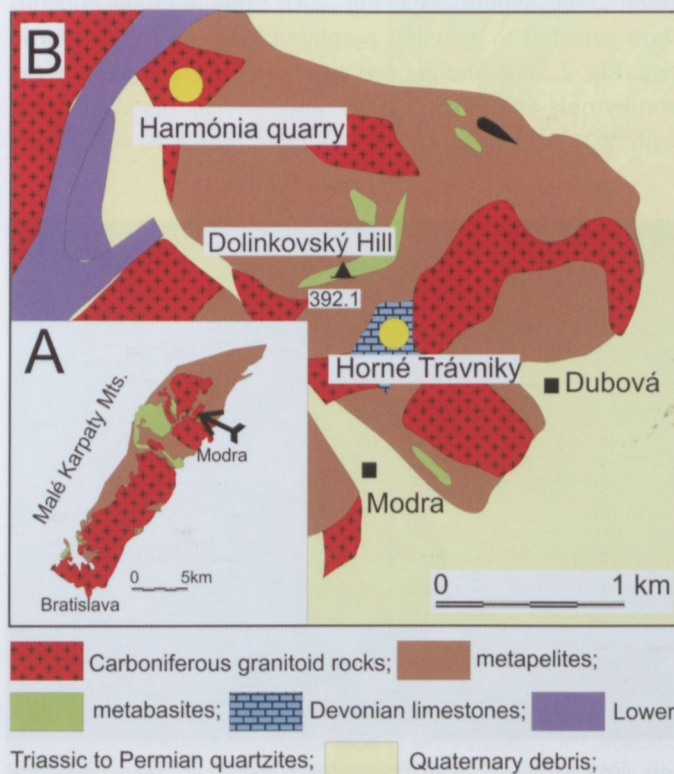 B
Harmónia quarry
Dolinkovský Hill
392.1
Horné Trávniky
Dubová
Modra
0 1 km
A
Malé Karpaty Mts.
Modra
0 5km
Bratislava
Carboniferous granitoid rocks; metapelites;
metabasites; Devonian limestones; Lower
Triassic to Permian quartzites; Quaternary debris;